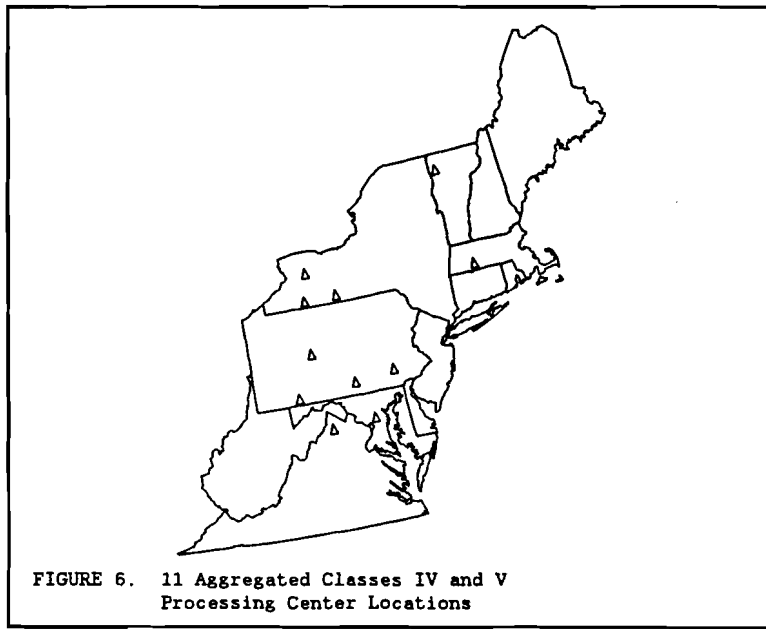 FIGURE 6. 11 Aggregated Classes IV and V
Processing Center Locations